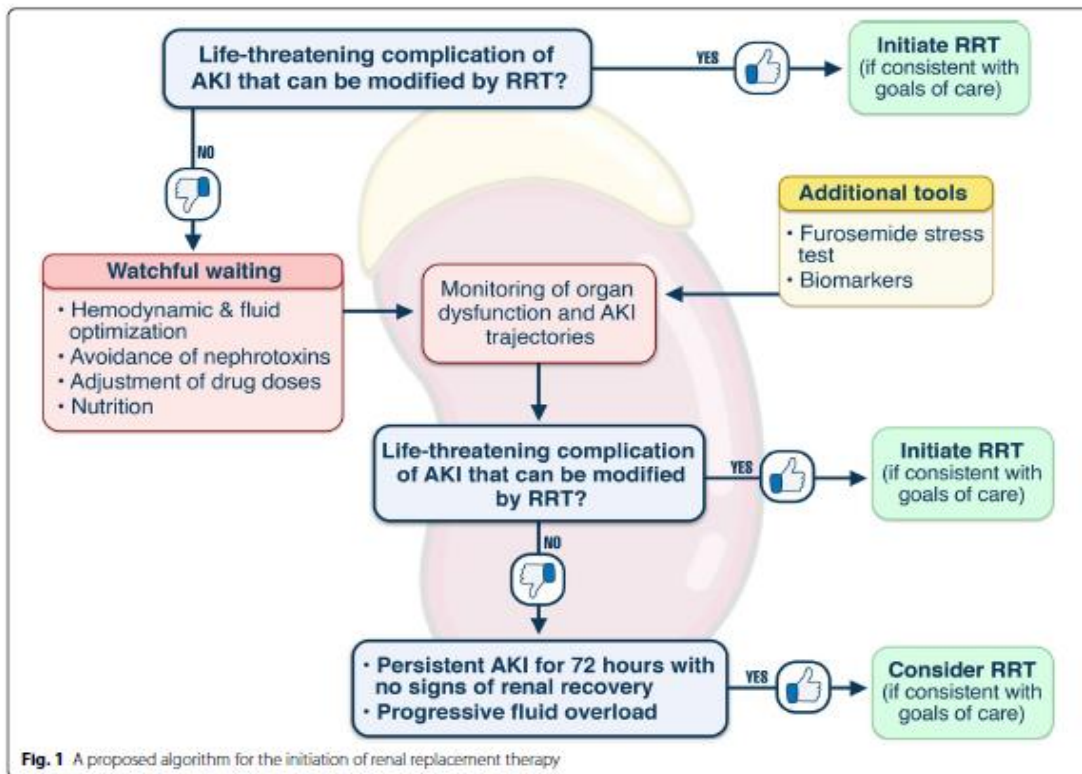 Life-threatening complication of
AKI that can be modified by RRT?
YES
Initiate RRT
(if consistent with
goals of care)
NO
Additional tools
• Furosemide stress
test
• Biomarkers
Watchful waiting
• Hemodynamic & fluid
optimization
• Avoidance of nephrotoxins
• Adjustment of drug doses
• Nutrition
Monitoring of organ
dysfunction and AKI
trajectories
Life-threatening complication
of AKI that can be modified
by RRT?
YES
Initiate RRT
(if consistent with
goals of care)
NO
• Persistent AKI for 72 hours with
no signs of renal recovery
• Progressive fluid overload
YES
Consider RRT
(if consistent with
goals of care)
Fig. 1 A proposed algorithm for the initiation of renal replacement therapy